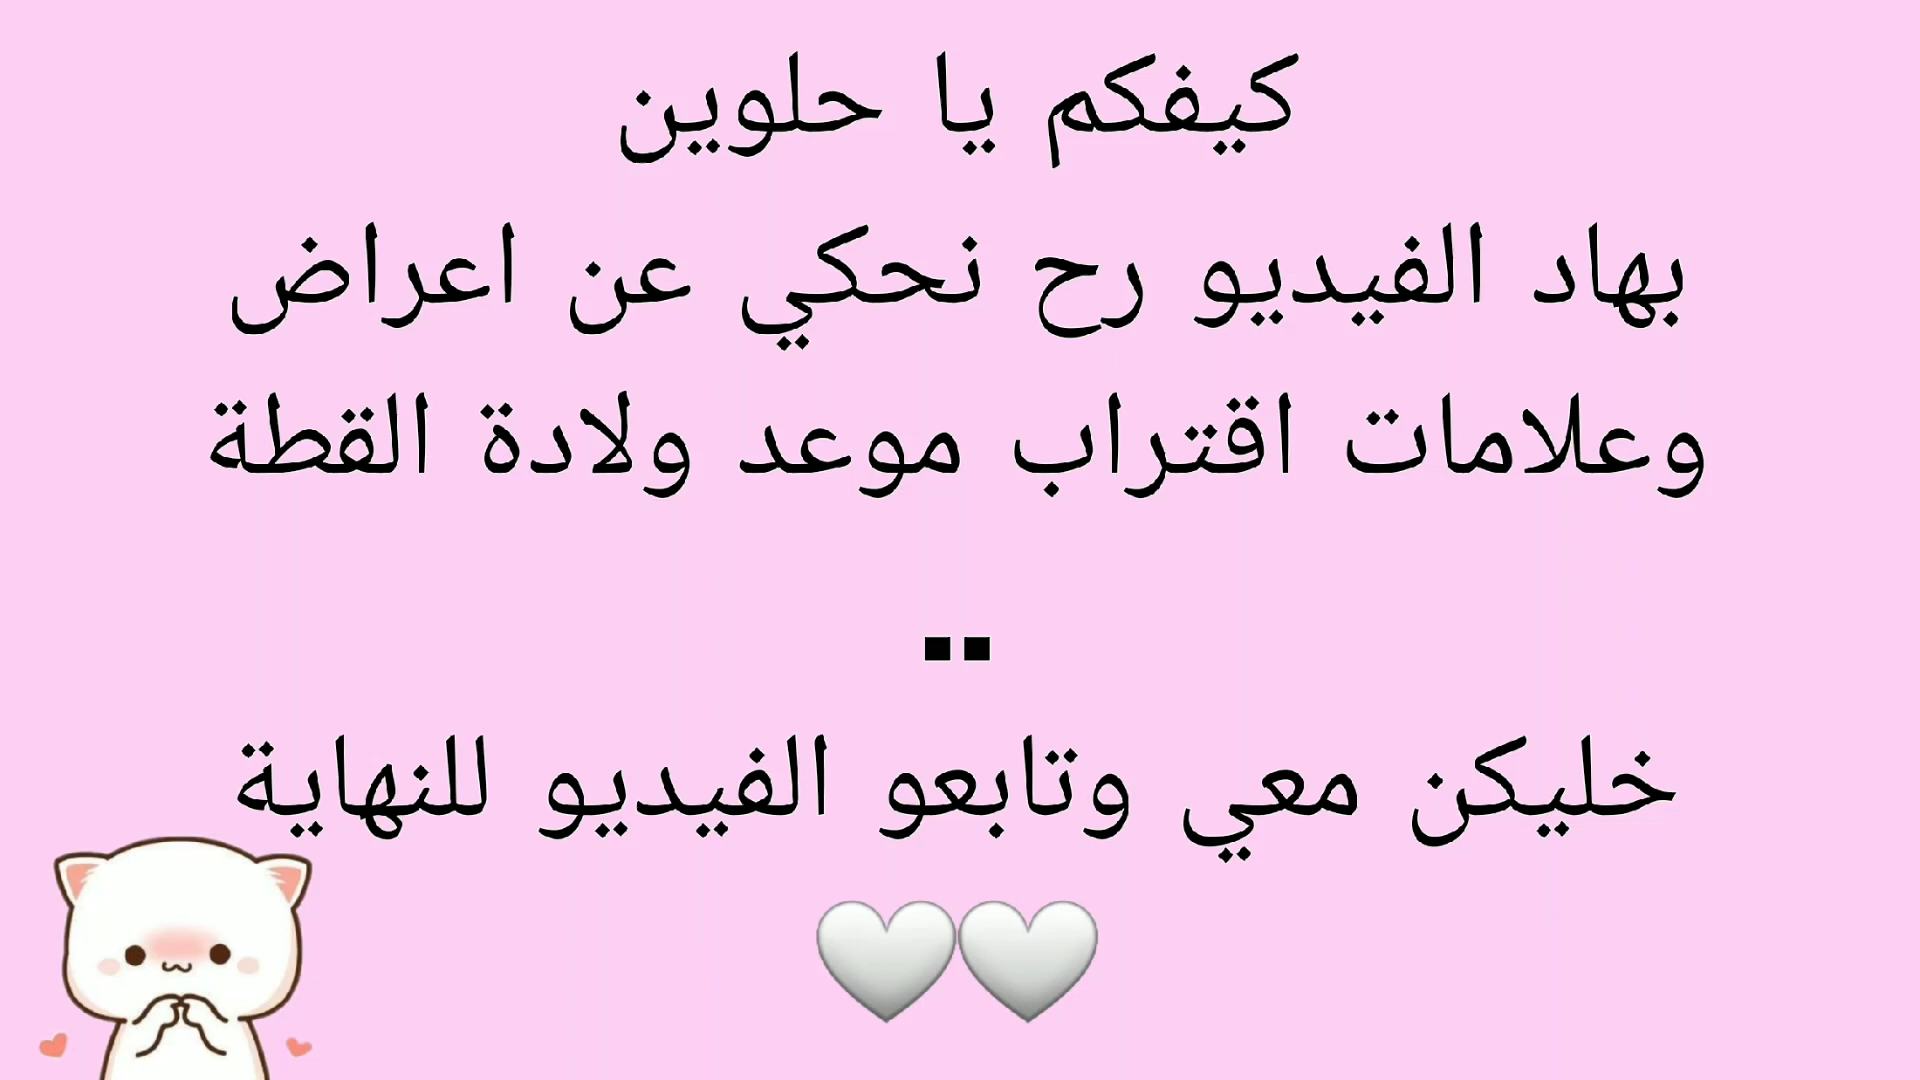 كيفكم يا حلوين
بهاد الفيديو رح نحكي عن اعراض
وعلامات اقتراب موعد ولادة القطة
..
خليكن معي وتابعو الفيديو للنهاية
🤍🤍